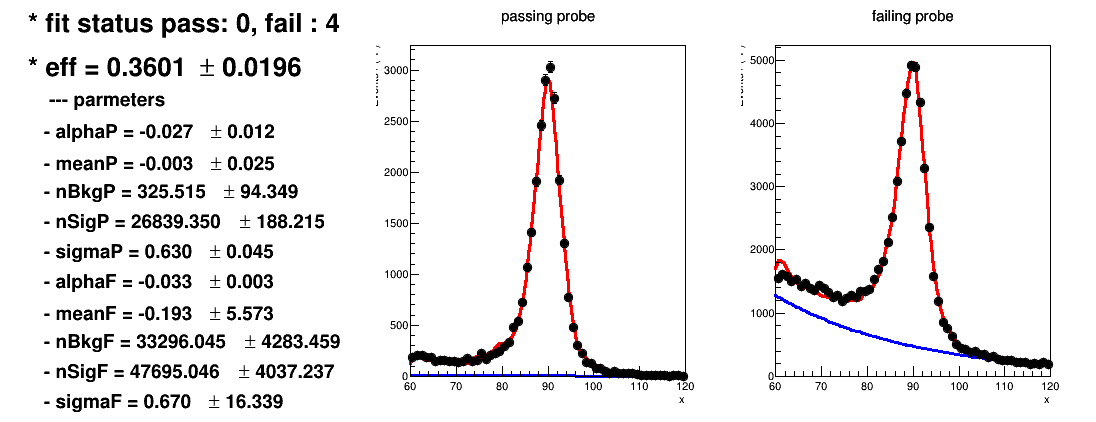 * fit status pass: 0, fail : 4
* eff = 0.3601 ± 0.0196
--- parmeters
- alphaP = -0.027 ± 0.012
- meanP = -0.003 ± 0.025
- nBkgP = 325.515 ± 94.349
- nSigP = 26839.350 ± 188.215
- sigmaP = 0.630 ± 0.045
- alphaF = -0.033 ± 0.003
- meanF = -0.193 ± 5.573
- nBkgF = 33296.045 ± 4283.459
- nSigF = 47695.046 ± 4037.237
- sigmaF = 0.670 ± 16.339
passing probe
3000
2500
2000
1500
1000
500
0
60 70 80 90 100 110 120
x
failing probe
5000
4000
3000
2000
1000
0
60 70 80 90 100 110 120
x